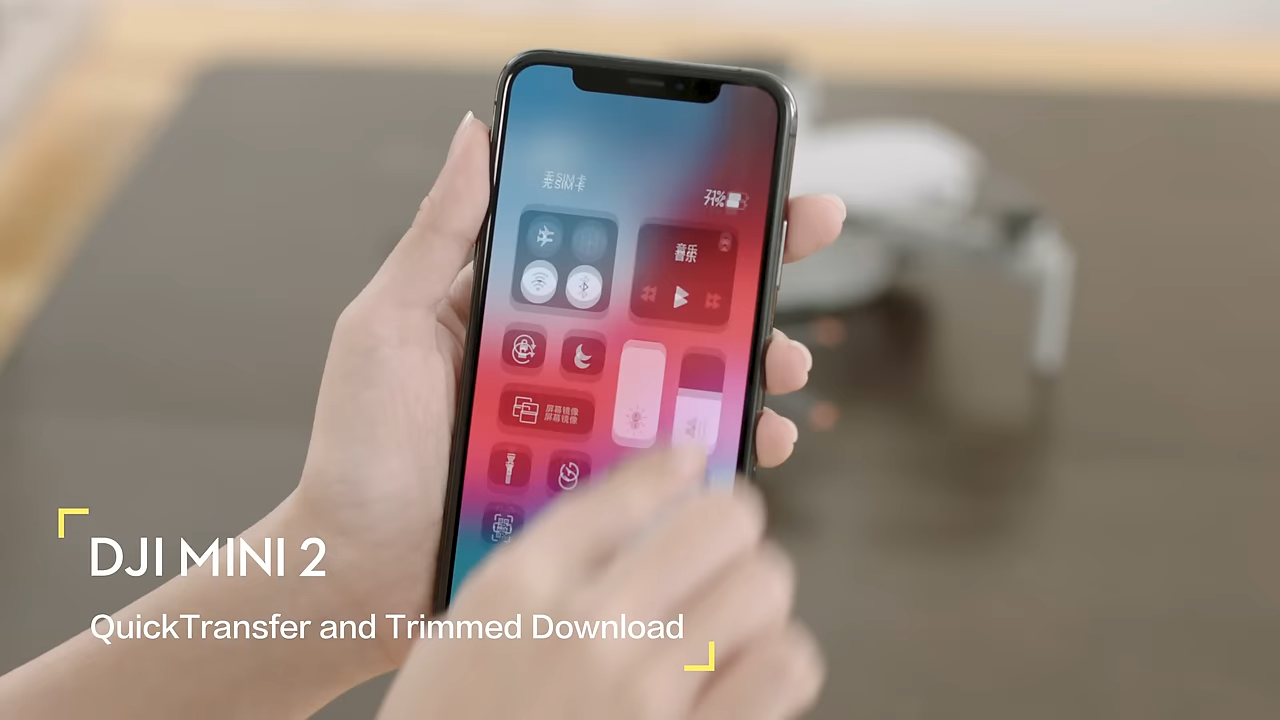 无SIM卡
71%
音乐
屏幕镜像
DJI MINI 2
QuickTransfer and Trimmed Download